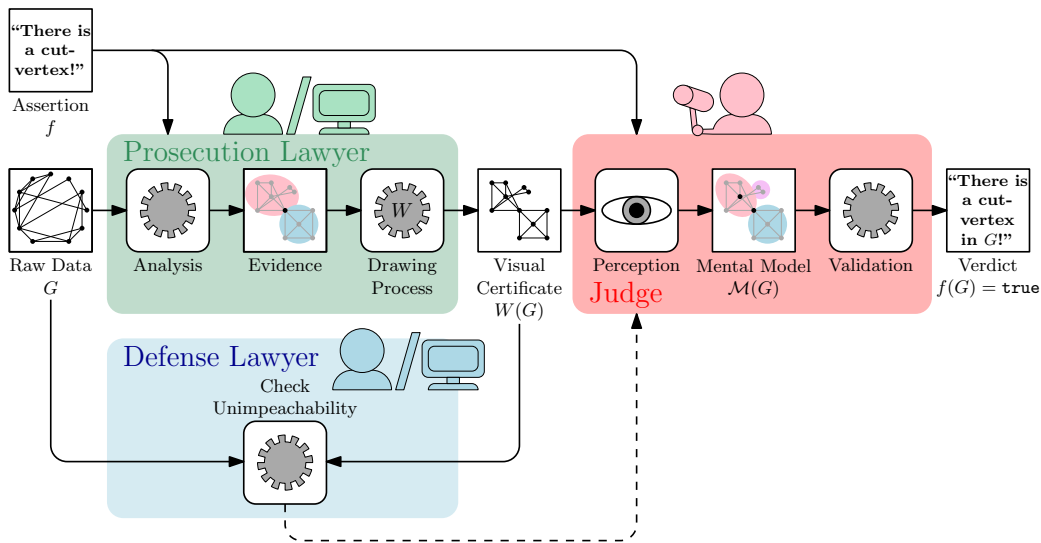 “There is
a cut-
vertex!”
Assertion
f
Prosecution Lawyer
W
Raw Data
G
Analysis
Evidence
Drawing
Process
Visual
Certificate
W(G)
Perception
Mental Model
M(G)
Validation
Judge
“There is
a cut-
vertex
in G!”
Verdict
f(G) = true
Defense Lawyer
Check
Unimpeachability